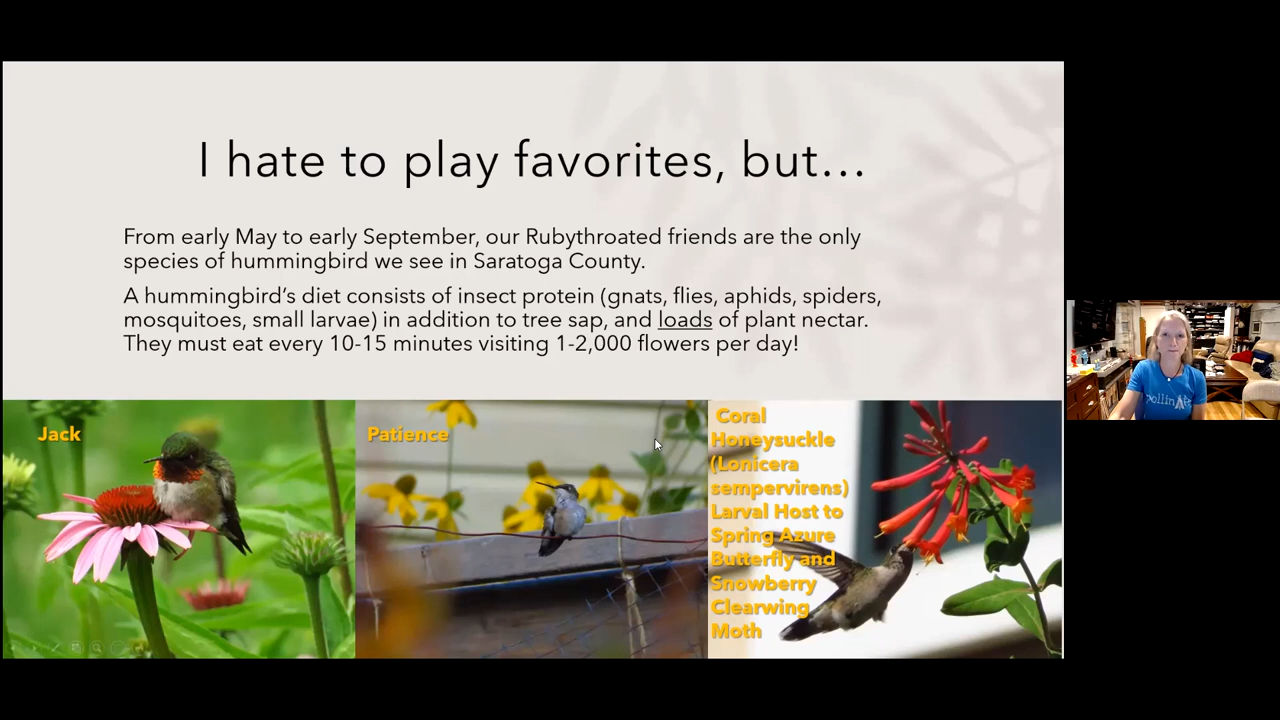 I hate to play favorites, but...
From early May to early September, our Rubythroated friends are the only
species of hummingbird we see in Saratoga County.
A hummingbird's diet consists of insect protein (gnats, flies, aphids, spiders,
mosquitoes, small larvae) in addition to tree sap, and loads of plant nectar.
They must eat every 10-15 minutes visiting 1-2,000 flowers per day!
Jack
Patience
Coral
Honeysuckle
(Lonicera
sempervirens)
Larval Host to
Spring Azure
Butterfly and
Snowberry
Clearwing
Moth